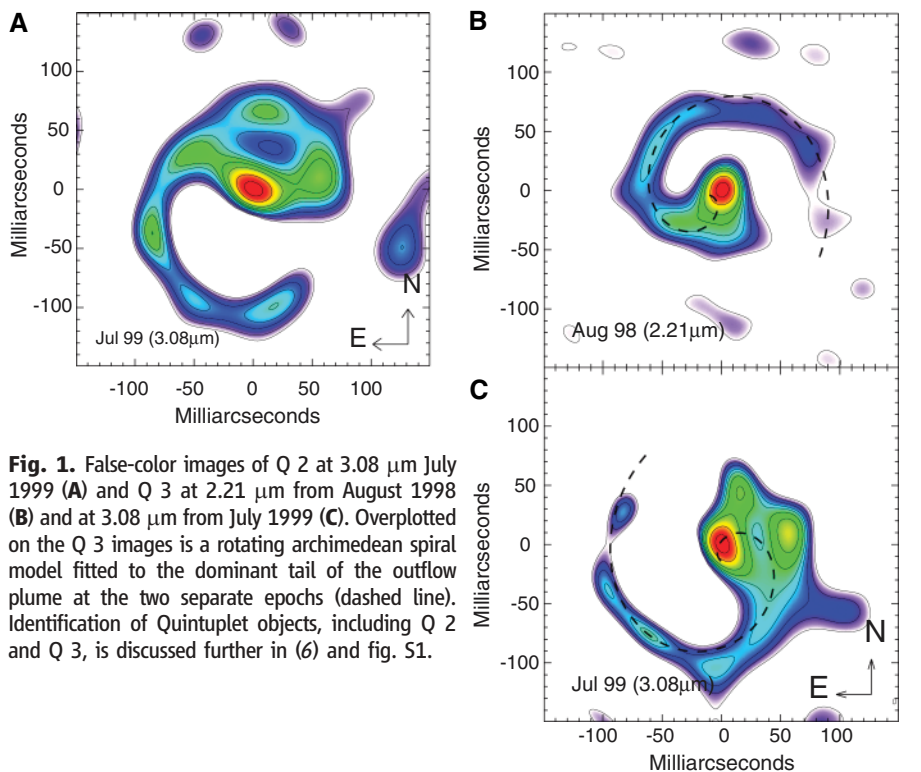 A
Milliarcseconds
100
50
0
-50
-100
Jul 99 (3.08μm)
N
E
-100 -50 0 50 100
Milliarcseconds
B
Milliarcseconds
100
50
0
-50
-100
Aug 98 (2.21μm)
C
Milliarcseconds
100
50
0
-50
-100
Jul 99 (3.08μm)
N
E
-100 -50 0 50 100
Milliarcseconds
Fig. 1. False-color images of Q 2 at 3.08 μm July
1999 (A) and Q 3 at 2.21 μm from August 1998
(B) and at 3.08 μm from July 1999 (C). Overplotted
on the Q 3 images is a rotating archimedean spiral
model fitted to the dominant tail of the outflow
plume at the two separate epochs (dashed line).
Identification of Quintuplet objects, including Q 2
and Q 3, is discussed further in (6) and fig. S1.